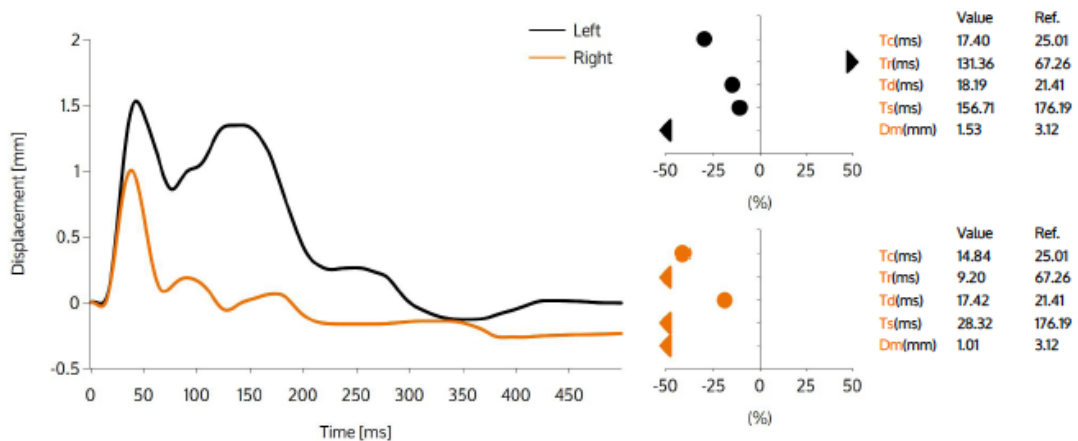 Displacement [mm]
2
1.5
1
0.5
0
-0.5
0 50 100 150 200 250 300 350 400 450
Time [ms]
Left
Right
-50 -25 0 25 50
(%)
Value Ref.
Tc(ms) 17.40 25.01
Tr(ms) 131.36 67.26
Td(ms) 18.19 21.41
Ts(ms) 156.71 176.19
Dm(mm) 1.53 3.12
-50 -25 0 25 50
(%)
Value Ref.
Tc(ms) 14.84 25.01
Tr(ms) 9.20 67.26
Td(ms) 17.42 21.41
Ts(ms) 28.32 176.19
Dm(mm) 1.01 3.12